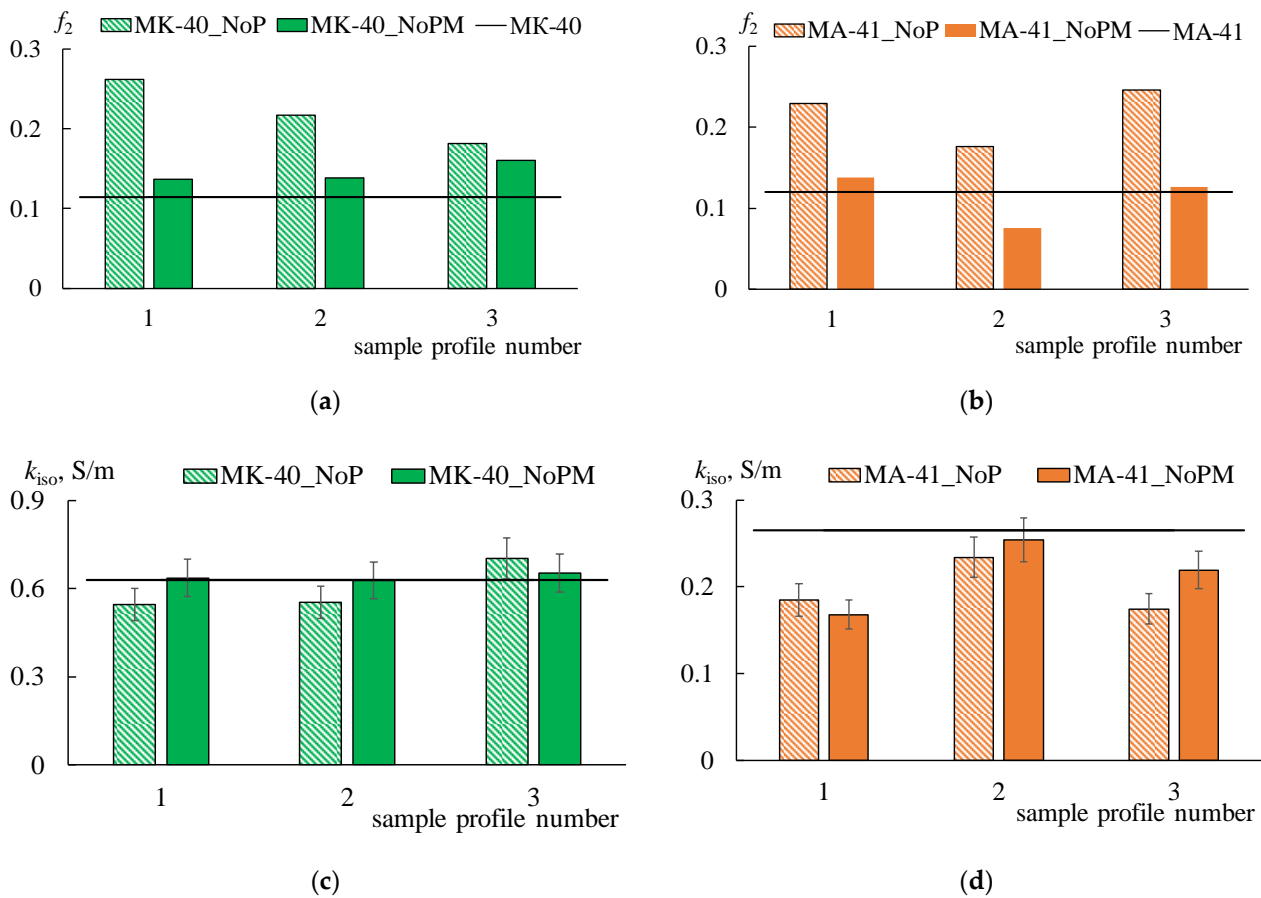 f2 MK-40_NoP MK-40_NoPM MK-40
0.3
0.2
0.1
0
1 2 3
sample profile number
(a)
f2 MA-41_NoP MA-41_NoPM MA-41
0.3
0.2
0.1
0
1 2 3
sample profile number
(b)
kiso, S/m MK-40_NoP MK-40_NoPM
0.9
0.6
0.3
0
1 2 3
sample profile number
(c)
kiso, S/m MA-41_NoP MA-41_NoPM
0.3
0.2
0.1
0
1 2 3
sample profile number
(d)